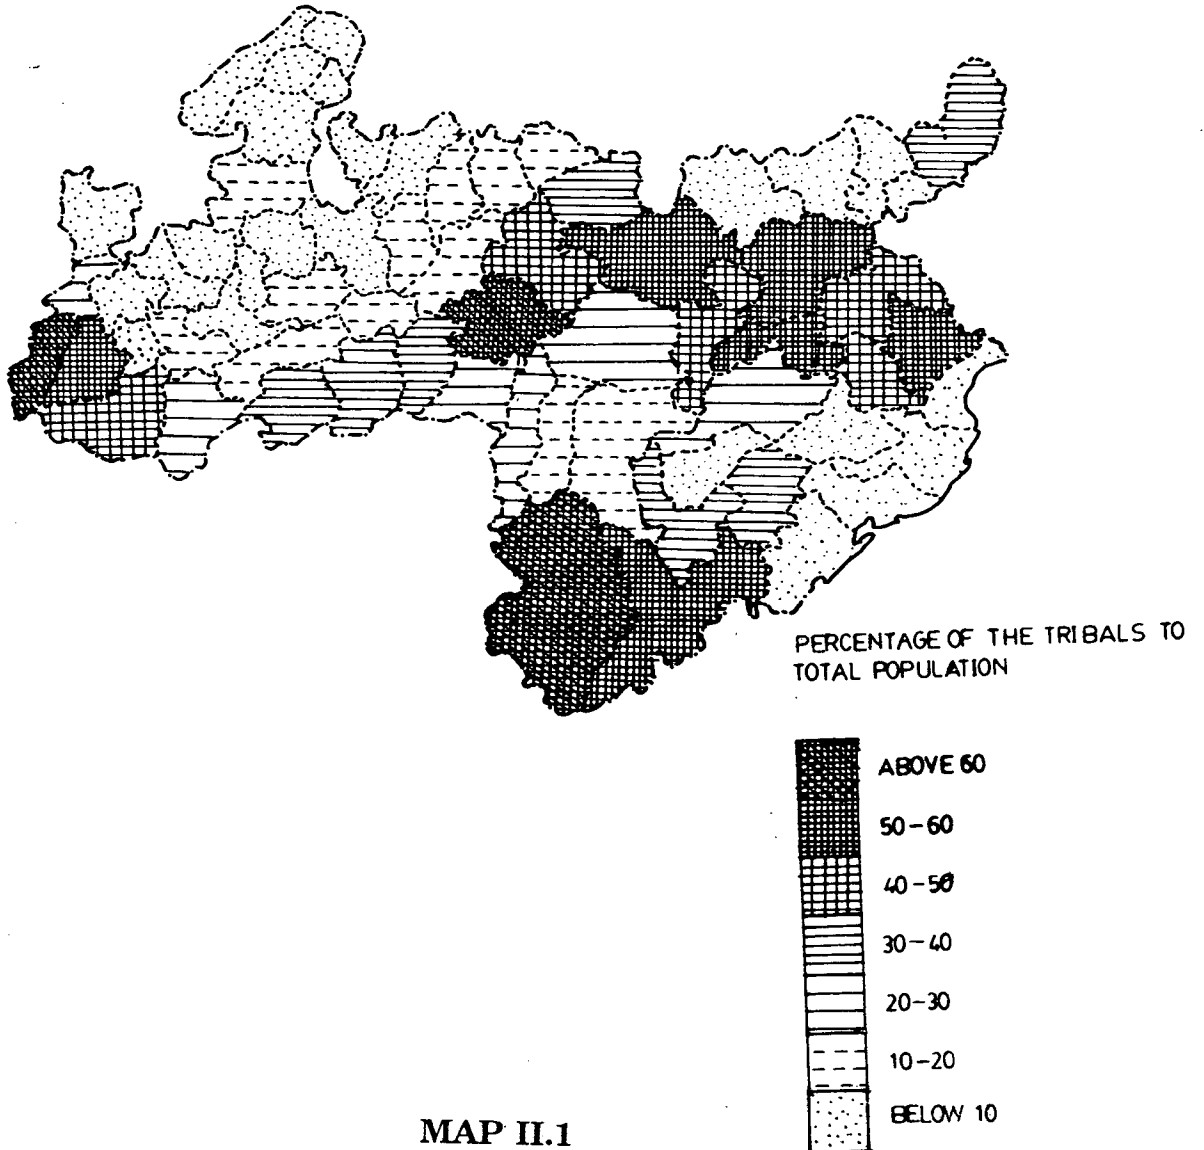 PERCENTAGE OF THE TRIBALS TO
TOTAL POPULATION
ABOVE 60
50-60
40-50
30-40
20-30
10-20
BELOW 10
MAP II.1